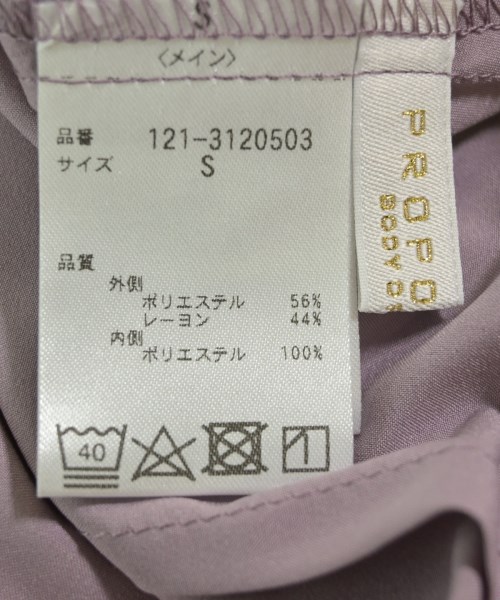 S
〈メイン〉
品番 121-3120503
サイズ S
品質
外側
ポリエステル 56%
レーヨン 44%
内側
ポリエステル 100%
40
PROPO
BODY